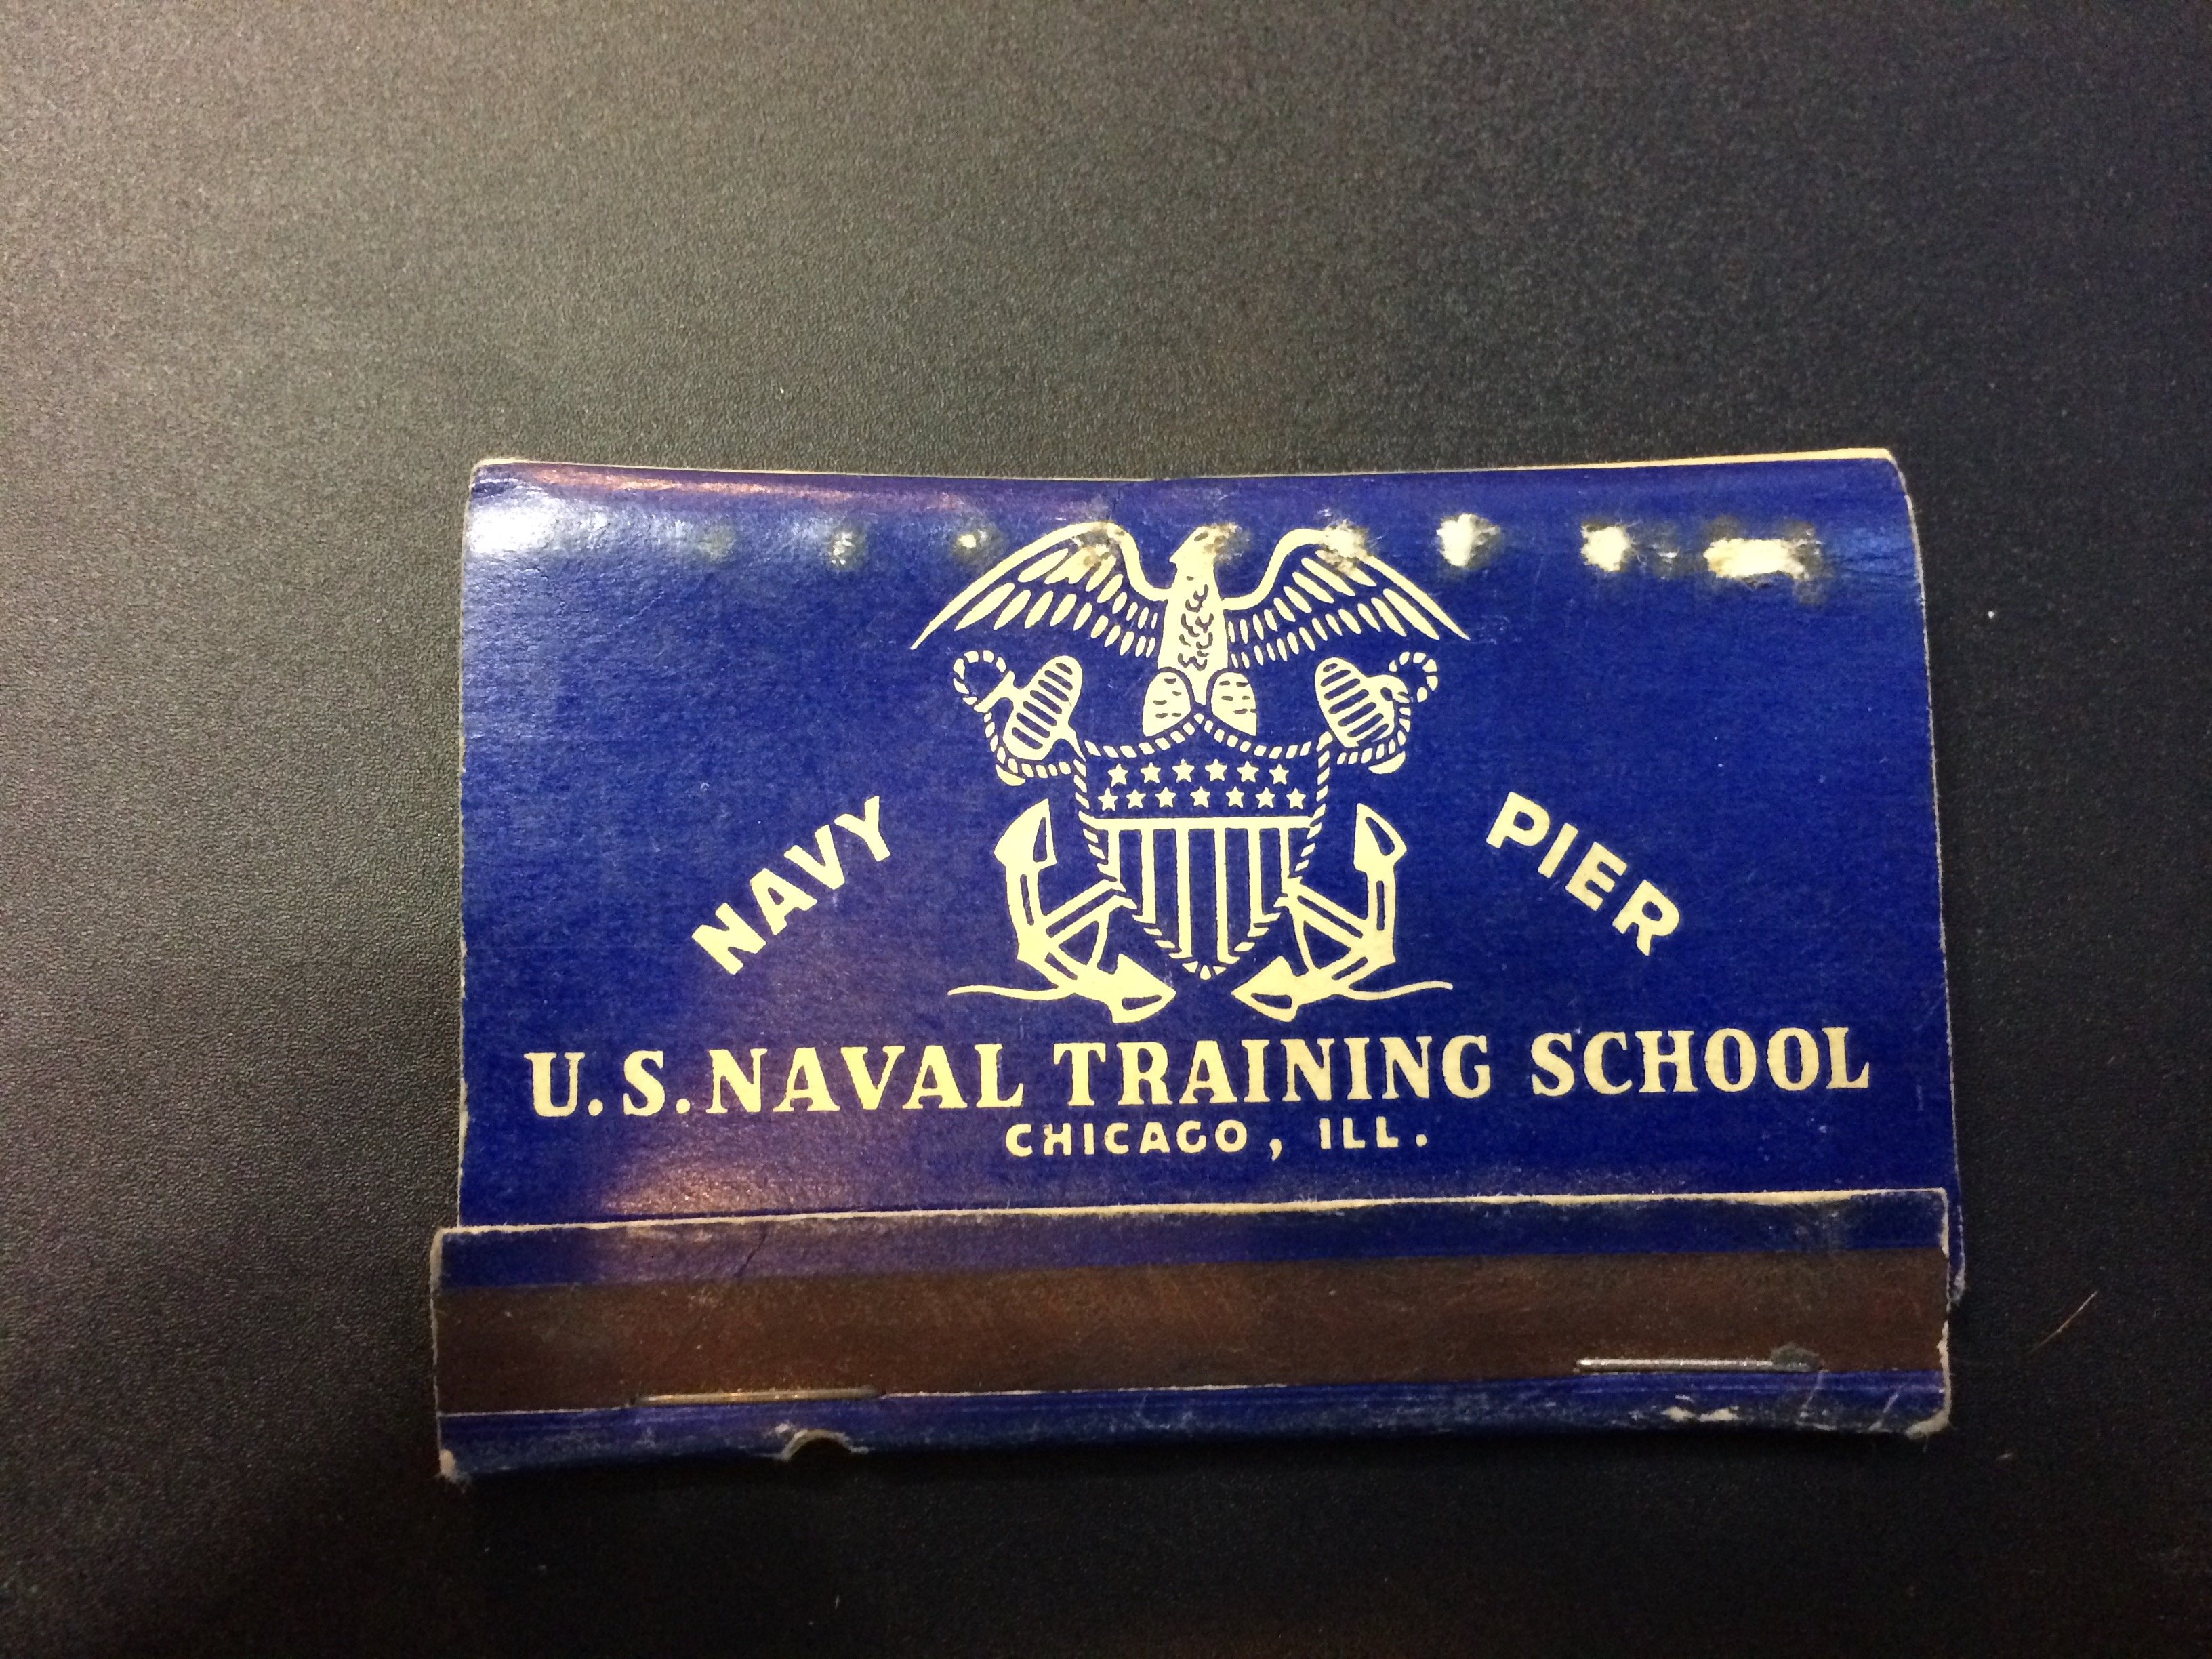 NAVY PIER
U.S. NAVAL TRAINING SCHOOL
CHICAGO, ILL.